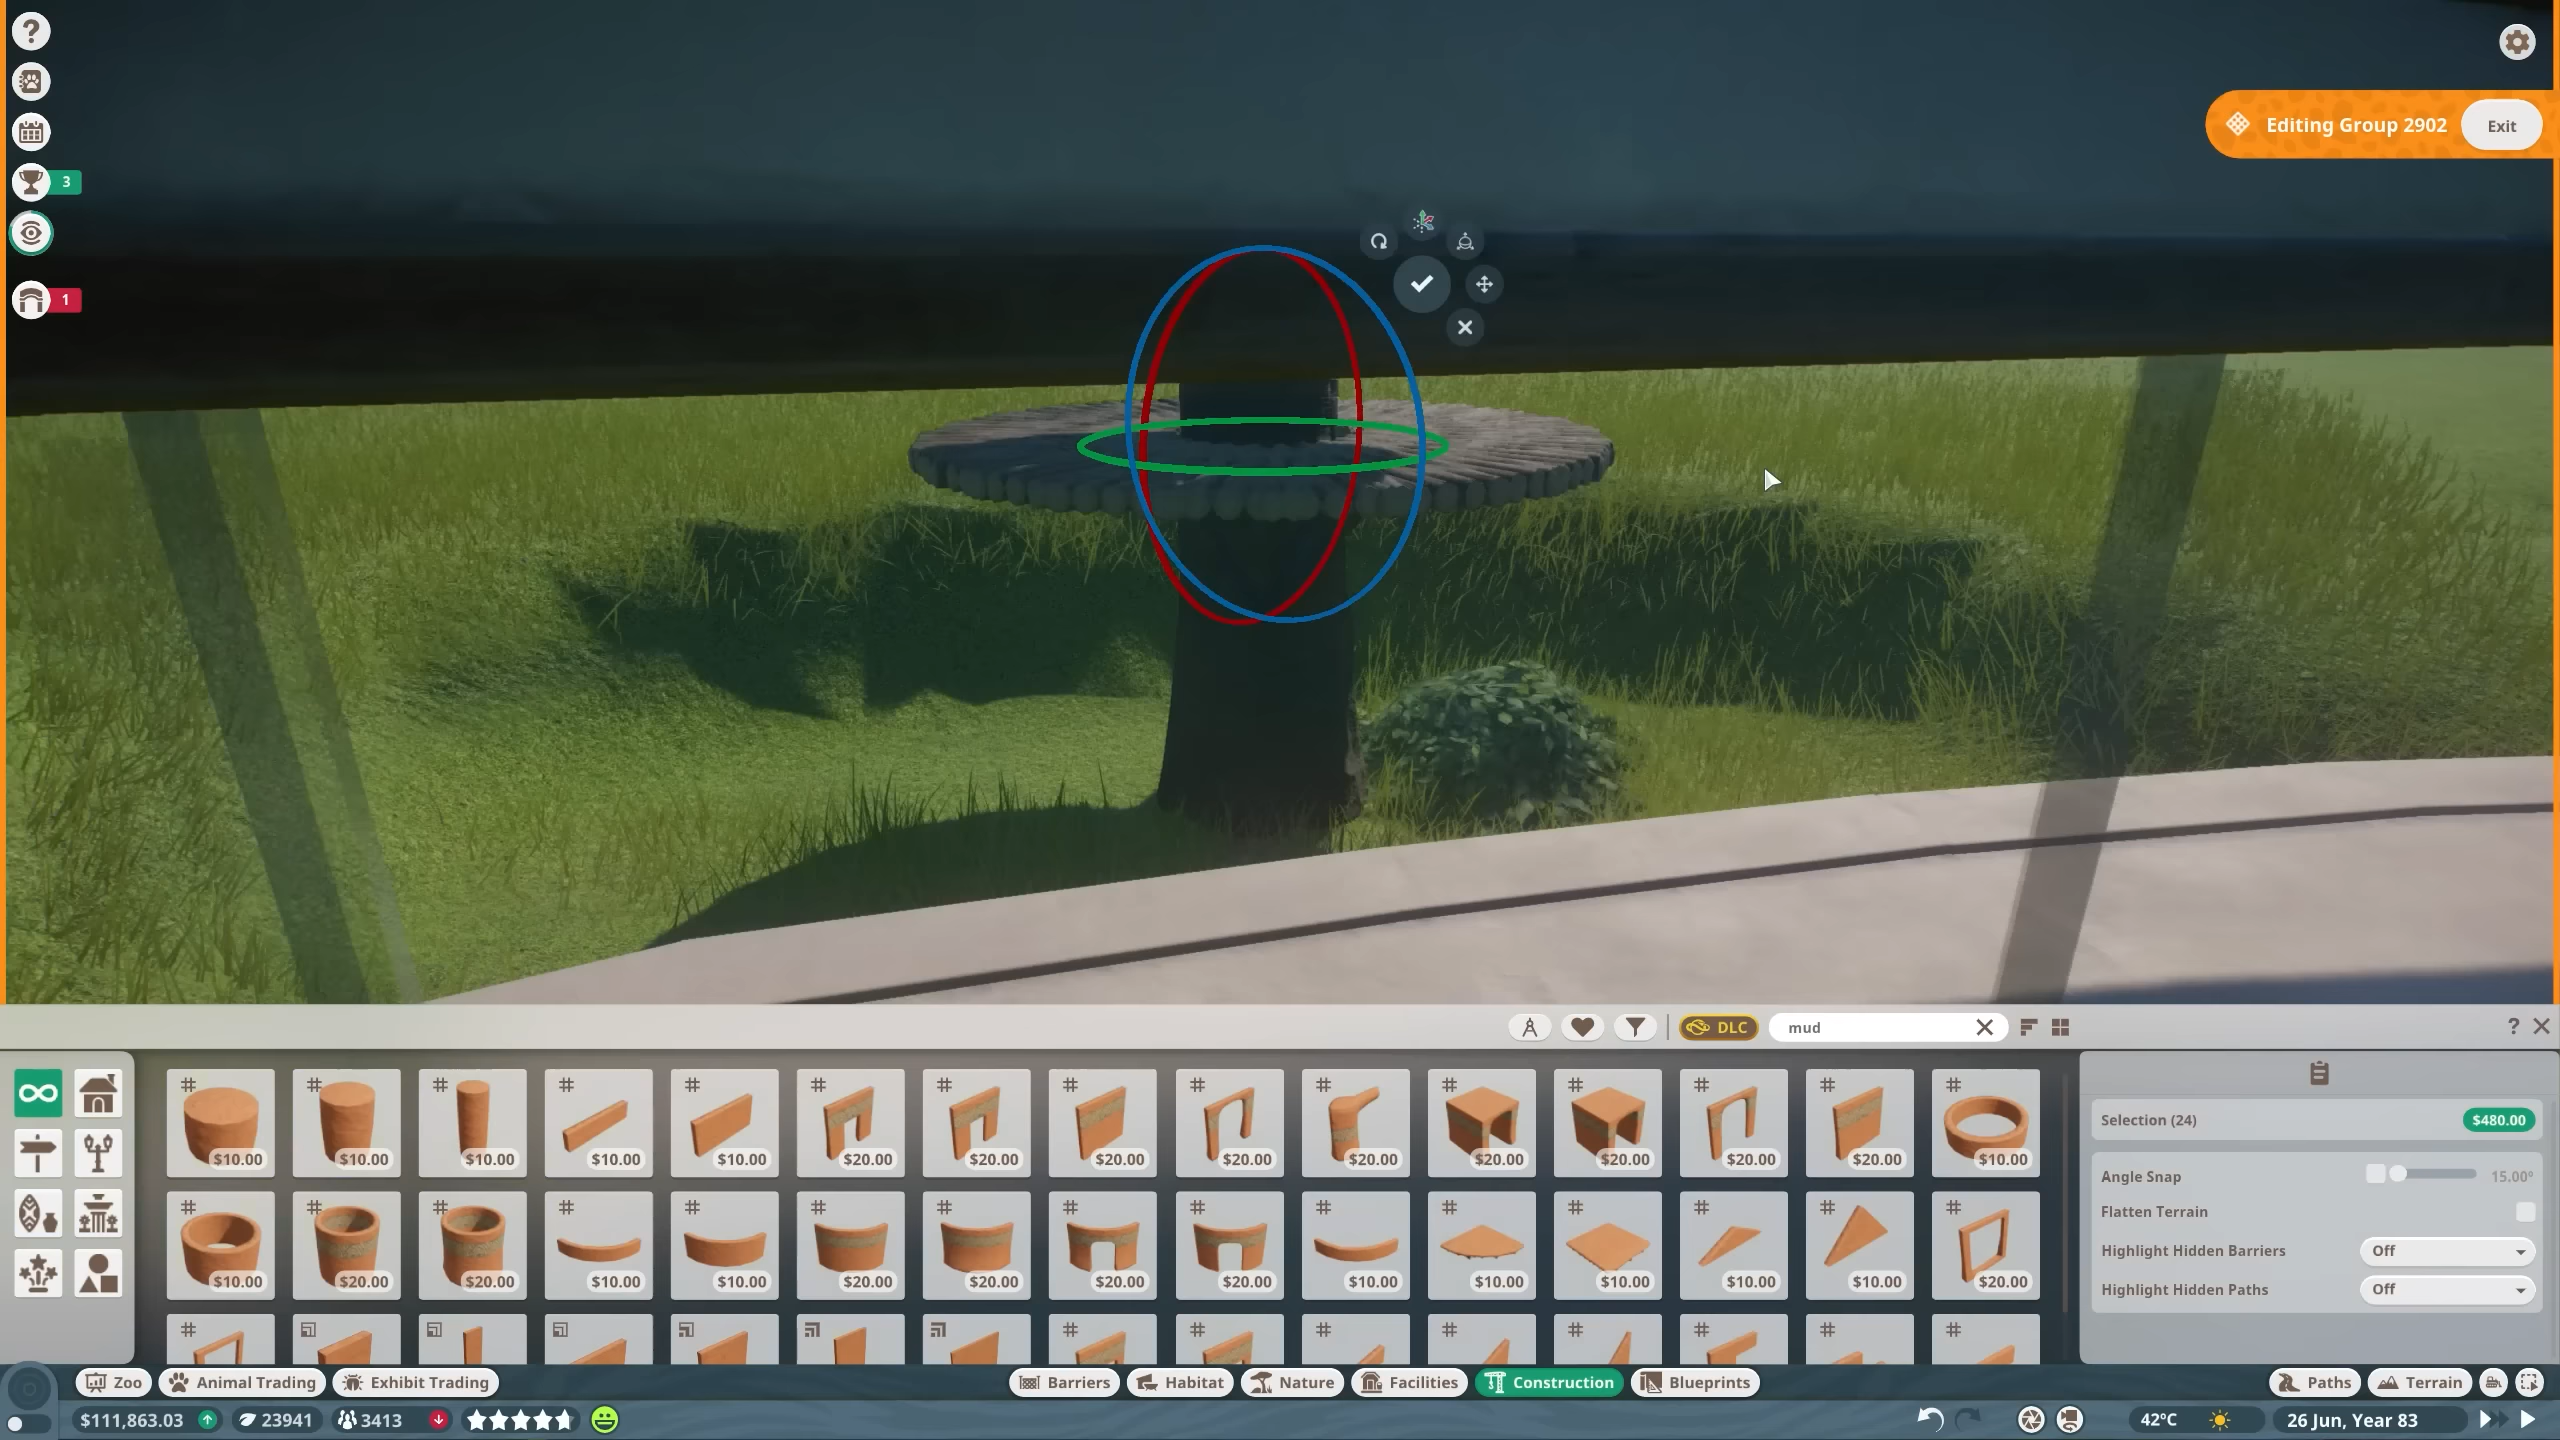 ?
3
Editing Group 2902 Exit
1
DLC mud ?
$10.00 $10.00 $10.00 $10.00 $10.00 $20.00 $20.00 $20.00 $20.00 $20.00 $20.00 $20.00 $20.00 $20.00 $10.00
$10.00 $20.00 $20.00 $10.00 $10.00 $20.00 $20.00 $20.00 $20.00 $10.00 $10.00 $10.00 $10.00 $10.00 $20.00
Selection (24) $480.00
Angle Snap 15.00°
Flatten Terrain
Highlight Hidden Barriers Off
Highlight Hidden Paths Off
Zoo Animal Trading Exhibit Trading Barriers Habitat Nature Facilities Construction Blueprints Paths Terrain
$111,863.03 23941 3413 42°C 26 Jun, Year 83